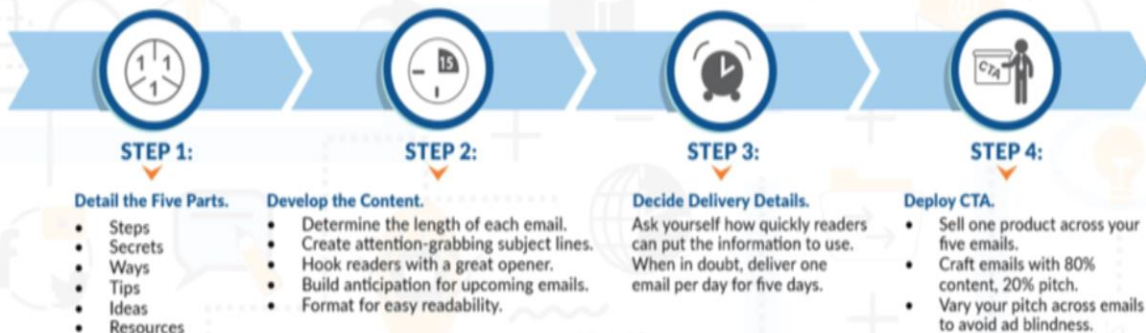 1 1
1
15
CTA
STEP 1:
Detail the Five Parts.
• Steps
• Secrets
• Ways
• Tips
• Ideas
• Resources
STEP 2:
Develop the Content.
• Determine the length of each email.
• Create attention-grabbing subject lines.
• Hook readers with a great opener.
• Build anticipation for upcoming emails.
• Format for easy readability.
STEP 3:
Decide Delivery Details.
Ask yourself how quickly readers
can put the information to use.
When in doubt, deliver one
email per day for five days.
STEP 4:
Deploy CTA.
• Sell one product across your
five emails.
• Craft emails with 80%
content, 20% pitch.
• Vary your pitch across emails
to avoid ad blindness.